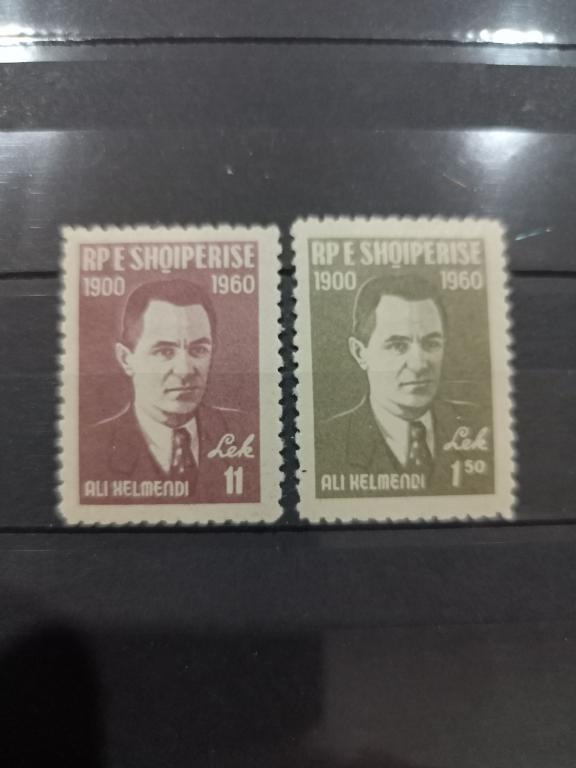 RP E SHQIPERISE
1900 1960
Lek
ALI KELMENDI 11
RP E SHQIPERISE
1900 1960
Lek
ALI KELMENDI 1 50